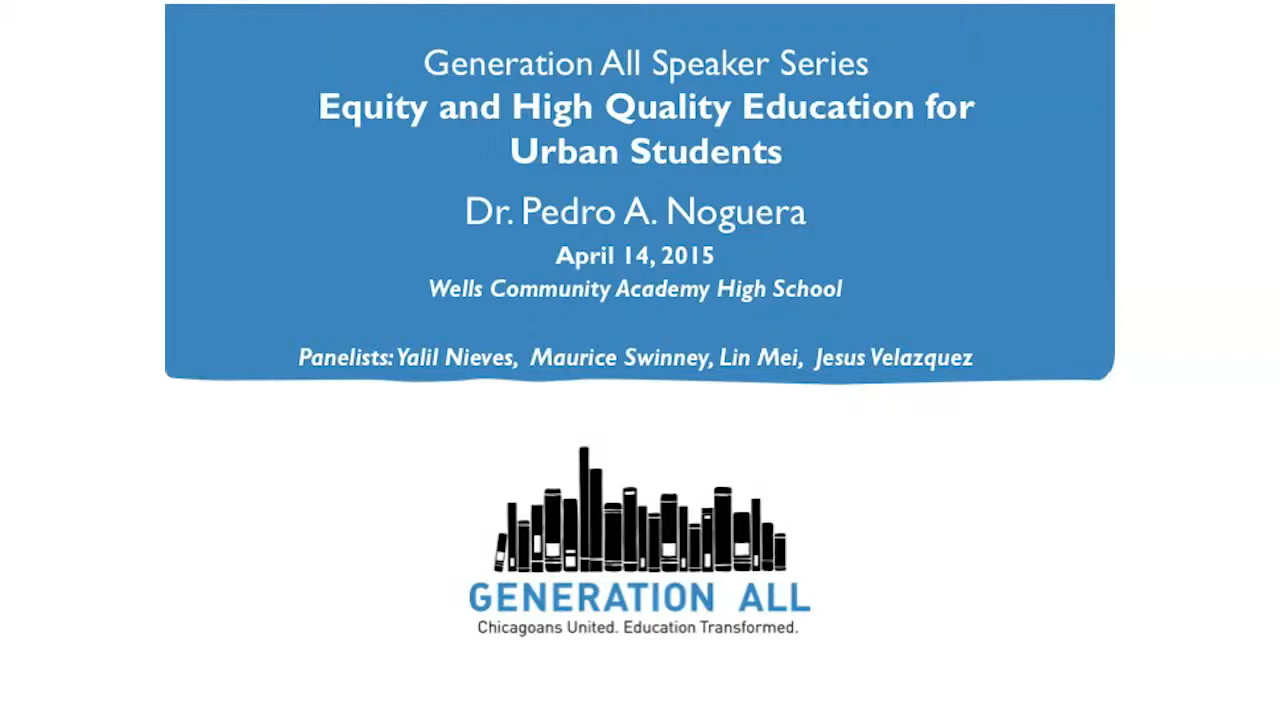 Generation All Speaker Series
Equity and High Quality Education for
Urban Students
Dr. Pedro A. Noguera
April 14, 2015
Wells Community Academy High School
Panelists: Yalil Nieves, Maurice Swinney, Lin Mei, Jesus Velazquez
GENERATION ALL
Chicagoans United. Education Transformed.